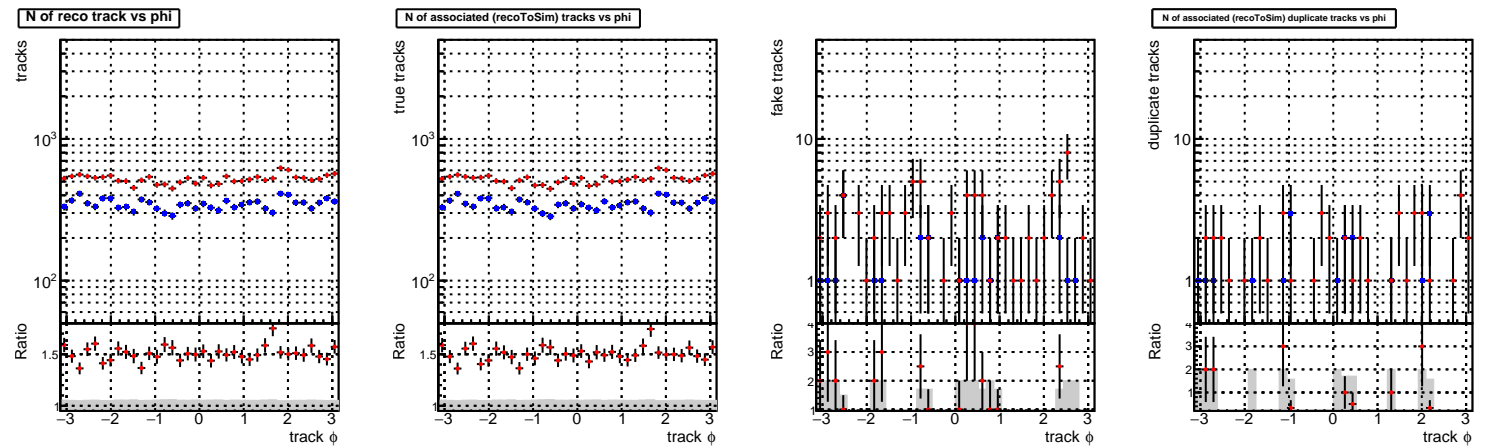 N of reco track vs phi
tracks
10³
10²
Ratio
1.5
1
−3 −2 −1 0 1 2 3
track ϕ
N of associated (recoToSim) tracks vs phi
true tracks
10³
10²
Ratio
1.5
1
−3 −2 −1 0 1 2 3
track ϕ
fake tracks
10
1
Ratio
4
3
2
1
−3 −2 −1 0 1 2 3
track ϕ
N of associated (recoToSim) duplicate tracks vs phi
duplicate tracks
10
1
Ratio
4
3
2
1
−3 −2 −1 0 1 2 3
track ϕ